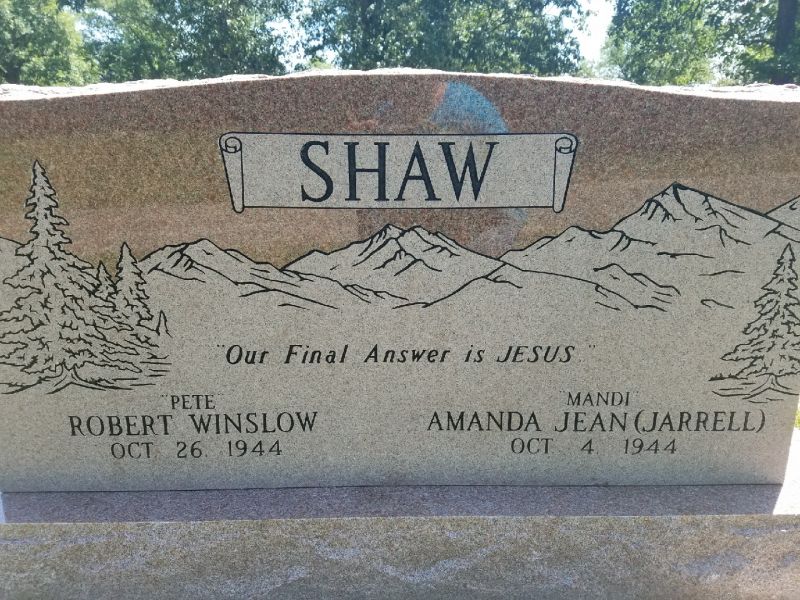 SHAW
"Our Final Answer is JESUS."
"PETE"
ROBERT WINSLOW
OCT 26 1944
"MANDI"
AMANDA JEAN (JARRELL)
OCT 4 1944